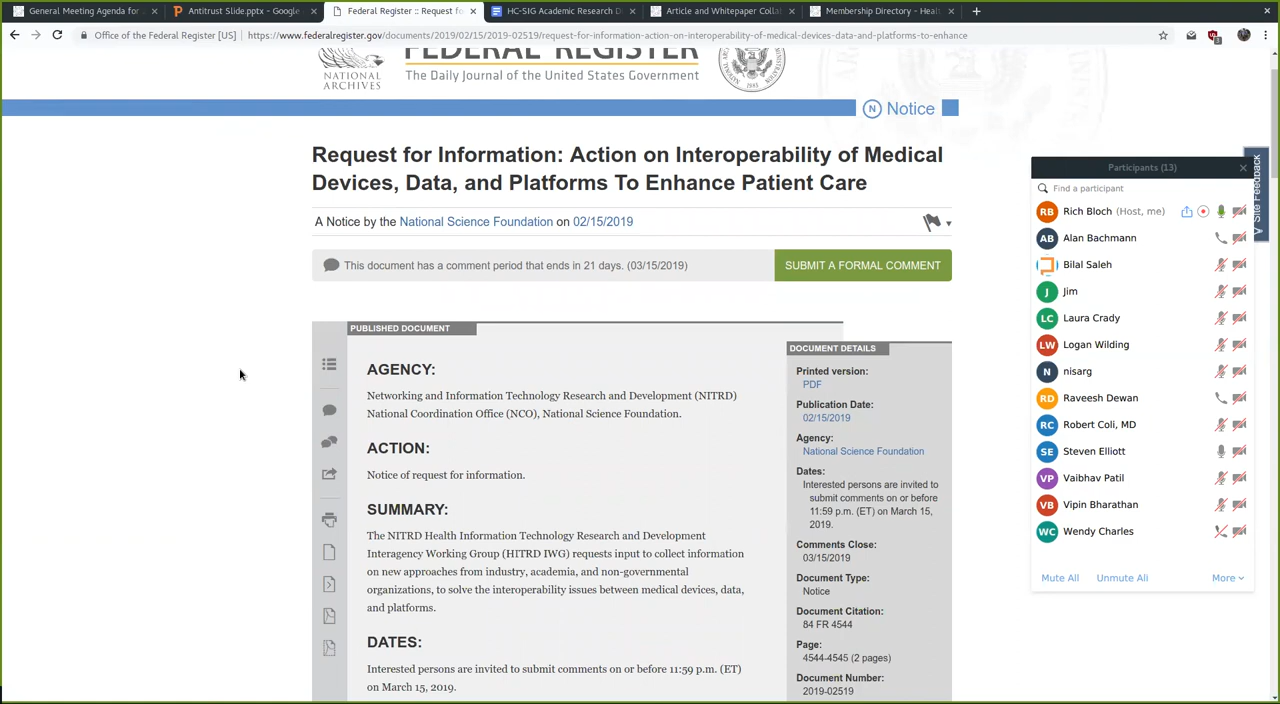 General Meeting Agenda for
Antitrust Slide.pptx - Google
Federal Register :: Request fo
HC-SIG Academic Research D
Article and Whitepaper Collab
Membership Directory - Healt
Office of the Federal Register [US]
https://www.federalregister.gov/documents/2019/02/15/2019-02519/request-for-information-action-on-interoperability-of-medical-devices-data-and-platforms-to-enhance
NATIONAL
ARCHIVES
FEDERAL REGISTER
The Daily Journal of the United States Government
N Notice
Request for Information: Action on Interoperability of Medical
Devices, Data, and Platforms To Enhance Patient Care
A Notice by the National Science Foundation on 02/15/2019
This document has a comment period that ends in 21 days. (03/15/2019)
SUBMIT A FORMAL COMMENT
PUBLISHED DOCUMENT
AGENCY:
Networking and Information Technology Research and Development (NITRD)
National Coordination Office (NCO), National Science Foundation.
ACTION:
Notice of request for information.
SUMMARY:
The NITRD Health Information Technology Research and Development
Interagency Working Group (HITRD IWG) requests input to collect information
on new approaches from industry, academia, and non-governmental
organizations, to solve the interoperability issues between medical devices, data,
and platforms.
DATES:
Interested persons are invited to submit comments on or before 11:59 p.m. (ET)
on March 15, 2019.
DOCUMENT DETAILS
Printed version:
PDF
Publication Date:
02/15/2019
Agency:
National Science Foundation
Dates:
Interested persons are invited to
submit comments on or before
11:59 p.m. (ET) on March 15,
2019.
Comments Close:
03/15/2019
Document Type:
Notice
Document Citation:
84 FR 4544
Page:
4544-4545 (2 pages)
Document Number:
2019-02519
Site Feedback
Participants (13)
Find a participant
RB Rich Bloch (Host, me)
AB Alan Bachmann
Bilal Saleh
J Jim
LC Laura Crady
LW Logan Wilding
N nisarg
RD Raveesh Dewan
RC Robert Coli, MD
SE Steven Elliott
VP Vaibhav Patil
VB Vipin Bharathan
WC Wendy Charles
Mute All
Unmute All
More